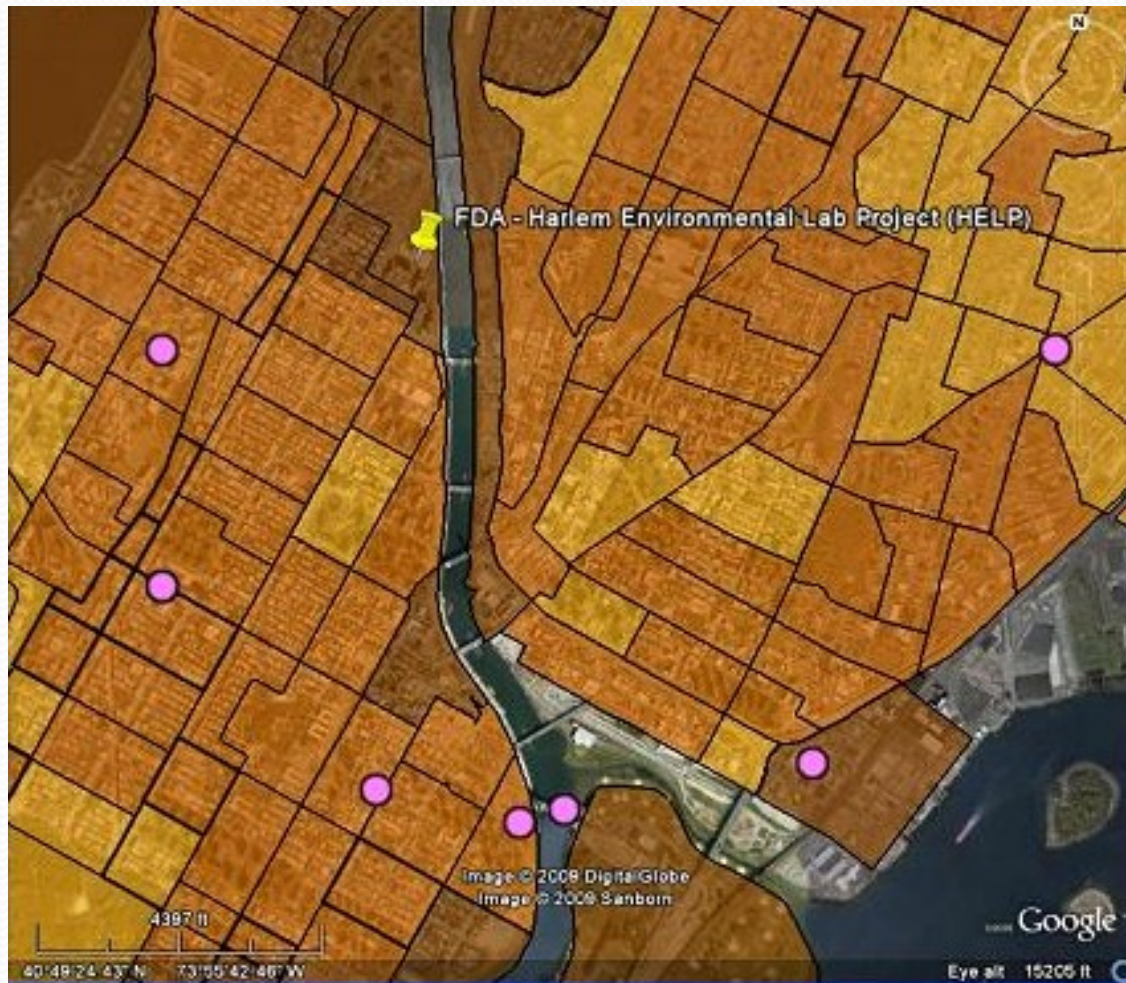 N
FDA - Harlem Environmental Lab Project (HELP)
Image © 2009 DigitalGlobe
Image © 2009 Sanborn
4397 ft
Google
40°49'24.43" N 73°55'42.46" W
Eye alt 15205 ft